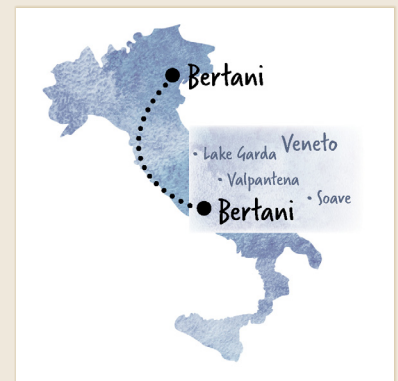 Bertani
Veneto
• Lake Garda
• Valpantena
• Soave
Bertani